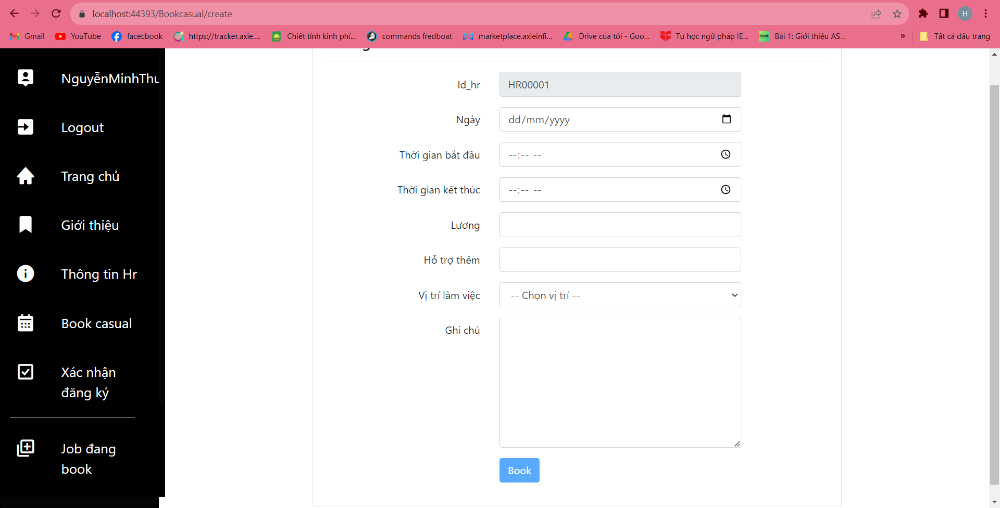 localhost:44393/Bookcasual/create
H
Gmail
YouTube
facecbook
https://tracker.axie....
Chiết tính kinh phí...
commands fredboat
marketplace.axieinfi...
Drive của tôi - Goo...
Tự học ngữ pháp IE...
Bài 1: Giới thiệu AS...
»
Tất cả dấu trang
NguyễnMinhThu
Logout
Trang chủ
Giới thiệu
Thông tin Hr
Book casual
Xác nhận
đăng ký
Job đang
book
Id_hr
HR00001
Ngày
dd/mm/yyyy
Thời gian bắt đầu
--:-- --
Thời gian kết thúc
--:-- --
Lương
Hỗ trợ thêm
Vị trí làm việc
-- Chọn vị trí --
Ghi chú
Book